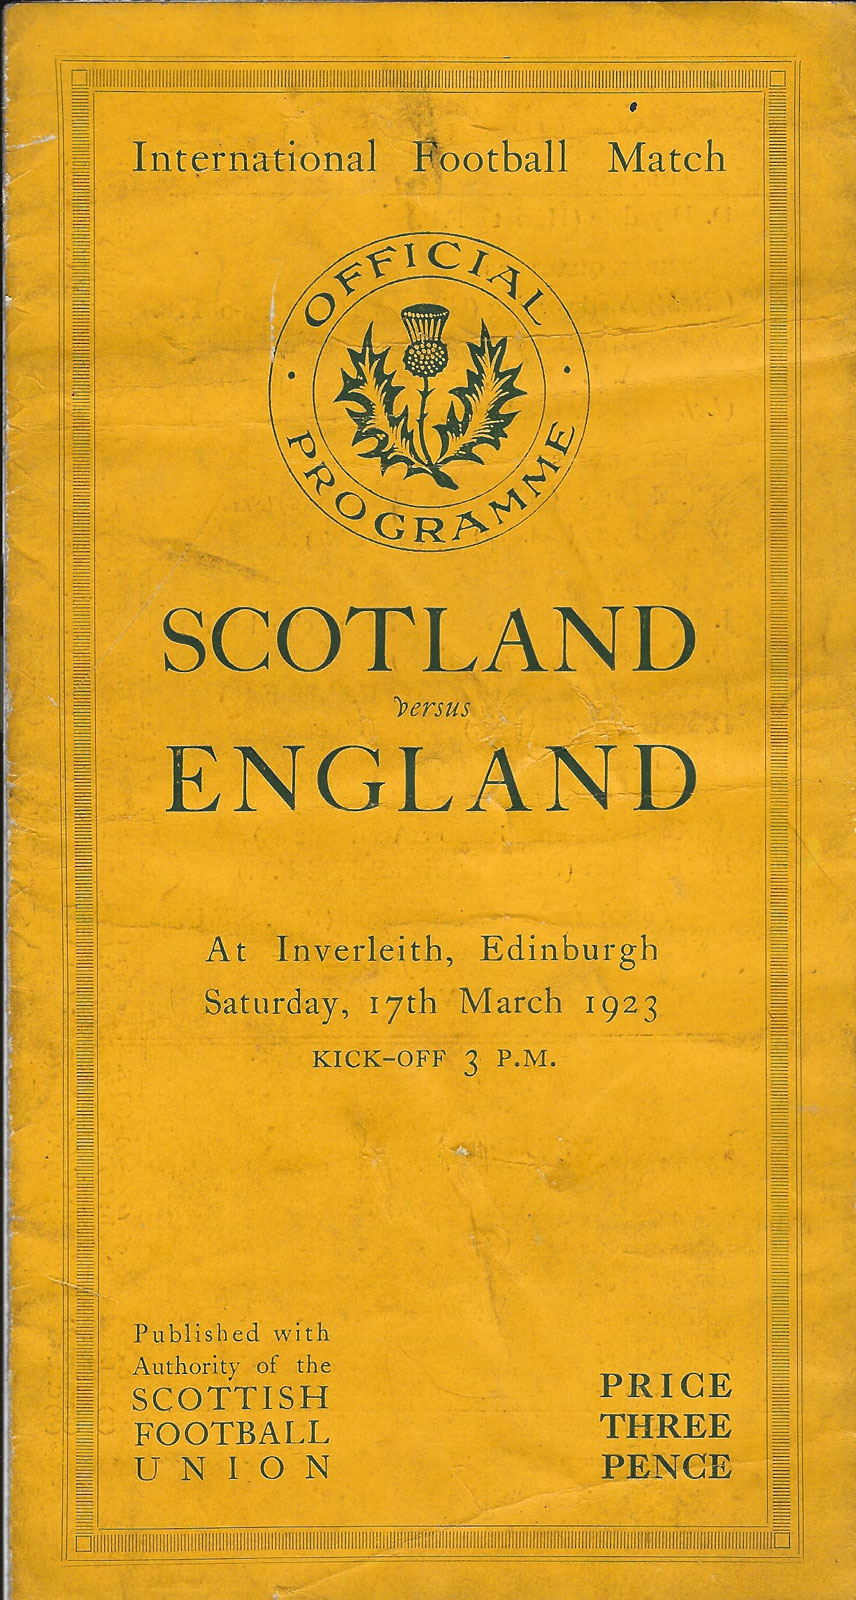 International Football Match
OFFICIAL
PROGRAMME
SCOTLAND
versus
ENGLAND
At Inverleith, Edinburgh
Saturday, 17th March 1923
KICK-OFF 3 P.M.
Published with
Authority of the
SCOTTISH
FOOTBALL
UNION
PRICE
THREE
PENCE